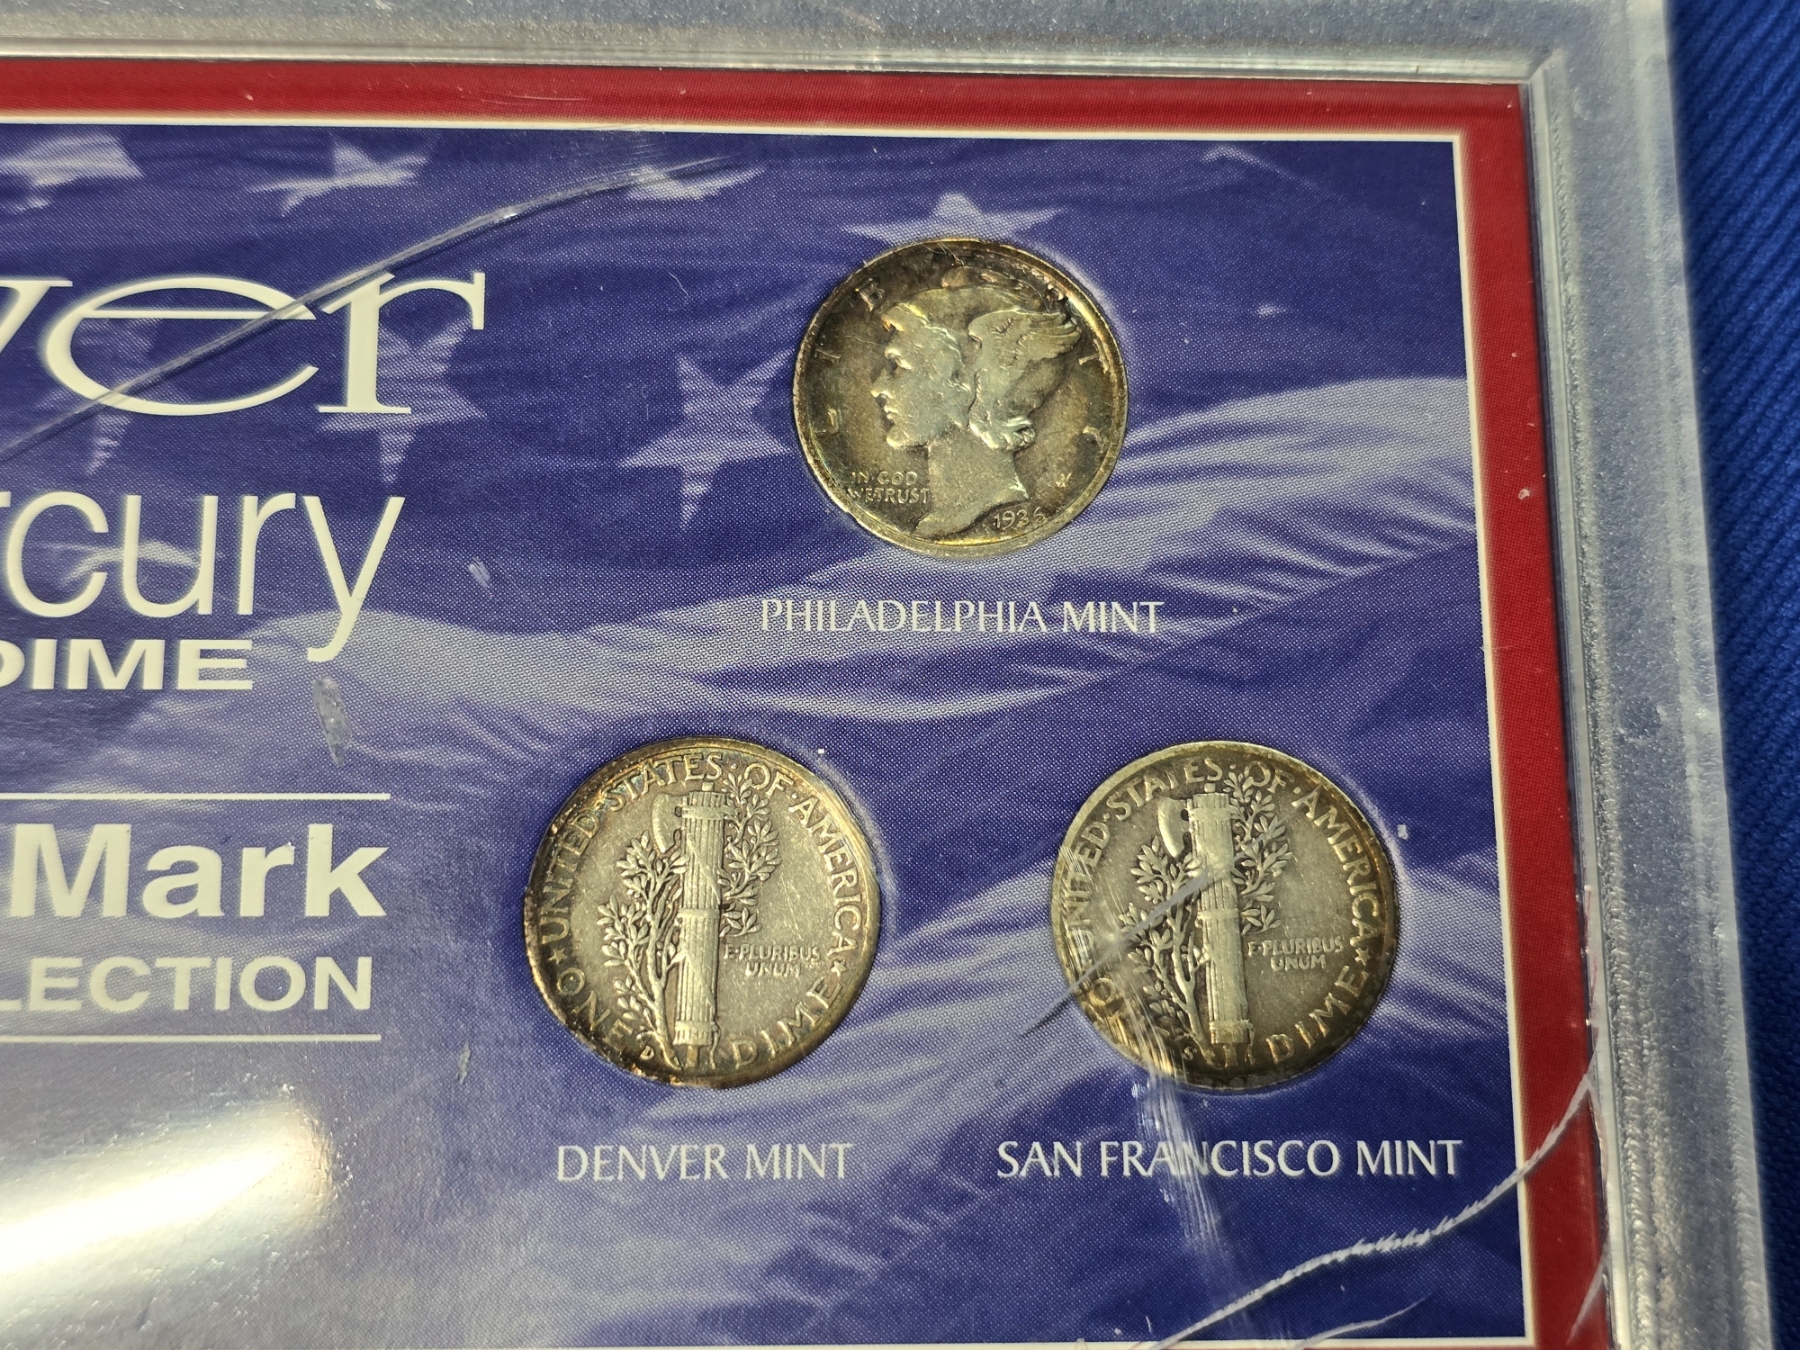 ver
rcury
DIME
Mark
LECTION
LIBERTY
IN GOD
WE TRUST
W
1936
PHILADELPHIA MINT
UNITED·STATES·OF·AMERICA
E·PLURIBUS
UNUM
★ONE DIME★
D
DENVER MINT
UNITED·STATES·OF·AMERICA
E·PLURIBUS
UNUM
ONE DIME★
S
SAN FRANCISCO MINT